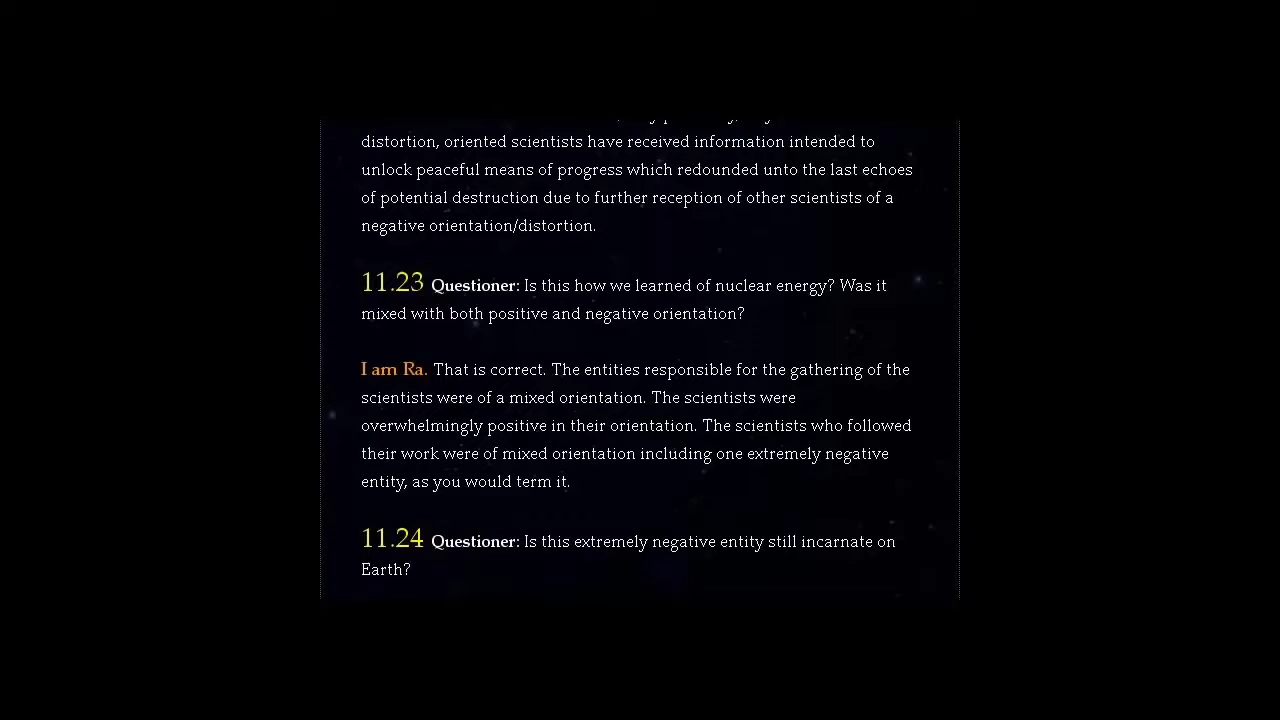 distortion, oriented scientists have received information intended to
unlock peaceful means of progress which redounded unto the last echoes
of potential destruction due to further reception of other scientists of a
negative orientation/distortion.
11.23 Questioner: Is this how we learned of nuclear energy? Was it
mixed with both positive and negative orientation?
I am Ra. That is correct. The entities responsible for the gathering of the
scientists were of a mixed orientation. The scientists were
overwhelmingly positive in their orientation. The scientists who followed
their work were of mixed orientation including one extremely negative
entity, as you would term it.
11.24 Questioner: Is this extremely negative entity still incarnate on
Earth?